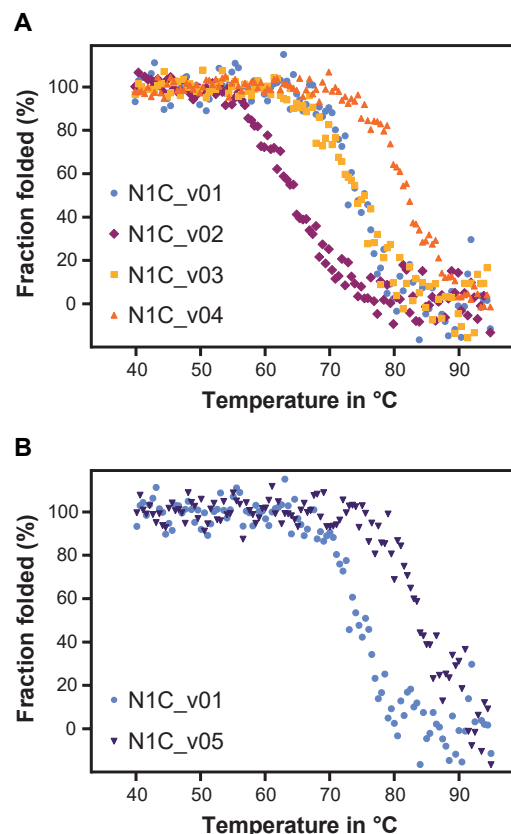 A
Fraction folded (%)
100
80
60
40
20
0
N1C_v01
N1C_v02
N1C_v03
N1C_v04
40 50 60 70 80 90
Temperature in °C
B
Fraction folded (%)
100
80
60
40
20
0
N1C_v01
N1C_v05
40 50 60 70 80 90
Temperature in °C